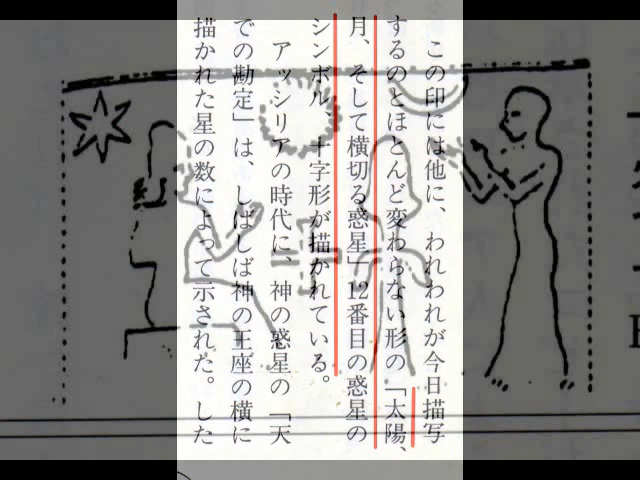 この印には他に、われわれが今日描写
するのとほとんど変わらない形の「太陽、
月、そして横切る惑星」12番目の惑星の
シンボル、十字形が描かれている。
アッシリアの時代に、神の惑星の「天
での勘定」は、しばしば神の王座の横に
描かれた星の数によって示された。した